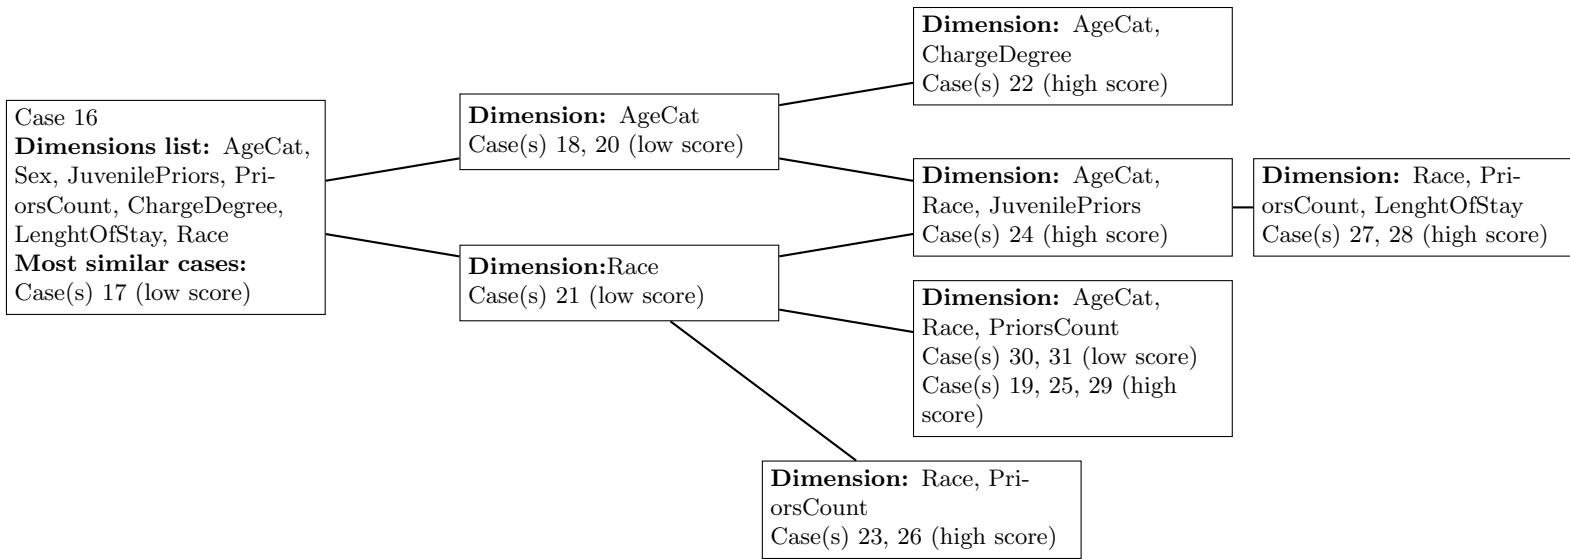 Case 16
Dimensions list: AgeCat,
Sex, JuvenilePriors, Pri-
orsCount, ChargeDegree,
LenghtOfStay, Race
Most similar cases:
Case(s) 17 (low score)
Dimension: AgeCat
Case(s) 18, 20 (low score)
Dimension:Race
Case(s) 21 (low score)
Dimension: AgeCat,
ChargeDegree
Case(s) 22 (high score)
Dimension: AgeCat,
Race, JuvenilePriors
Case(s) 24 (high score)
Dimension: Race, Pri-
orsCount, LenghtOfStay
Case(s) 27, 28 (high score)
Dimension: AgeCat,
Race, PriorsCount
Case(s) 30, 31 (low score)
Case(s) 19, 25, 29 (high
score)
Dimension: Race, Pri-
orsCount
Case(s) 23, 26 (high score)